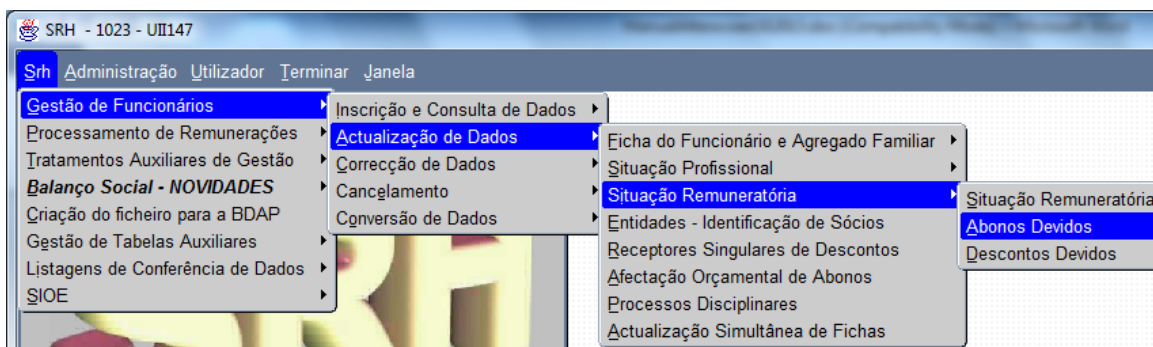 SRH - 1023 - UII147
Srh Administração Utilizador Terminar Janela
Gestão de Funcionários
Processamento de Remunerações
Tratamentos Auxiliares de Gestão
Balanço Social - NOVIDADES
Criação do ficheiro para a BDAP
Gestão de Tabelas Auxiliares
Listagens de Conferência de Dados
SIOE
Inscrição e Consulta de Dados
Actualização de Dados
Correcção de Dados
Cancelamento
Conversão de Dados
Ficha do Funcionário e Agregado Familiar
Situação Profissional
Situação Remuneratória
Entidades - Identificação de Sócios
Receptores Singulares de Descontos
Afectação Orçamental de Abonos
Processos Disciplinares
Actualização Simultânea de Fichas
Situação Remuneratória
Abonos Devidos
Descontos Devidos